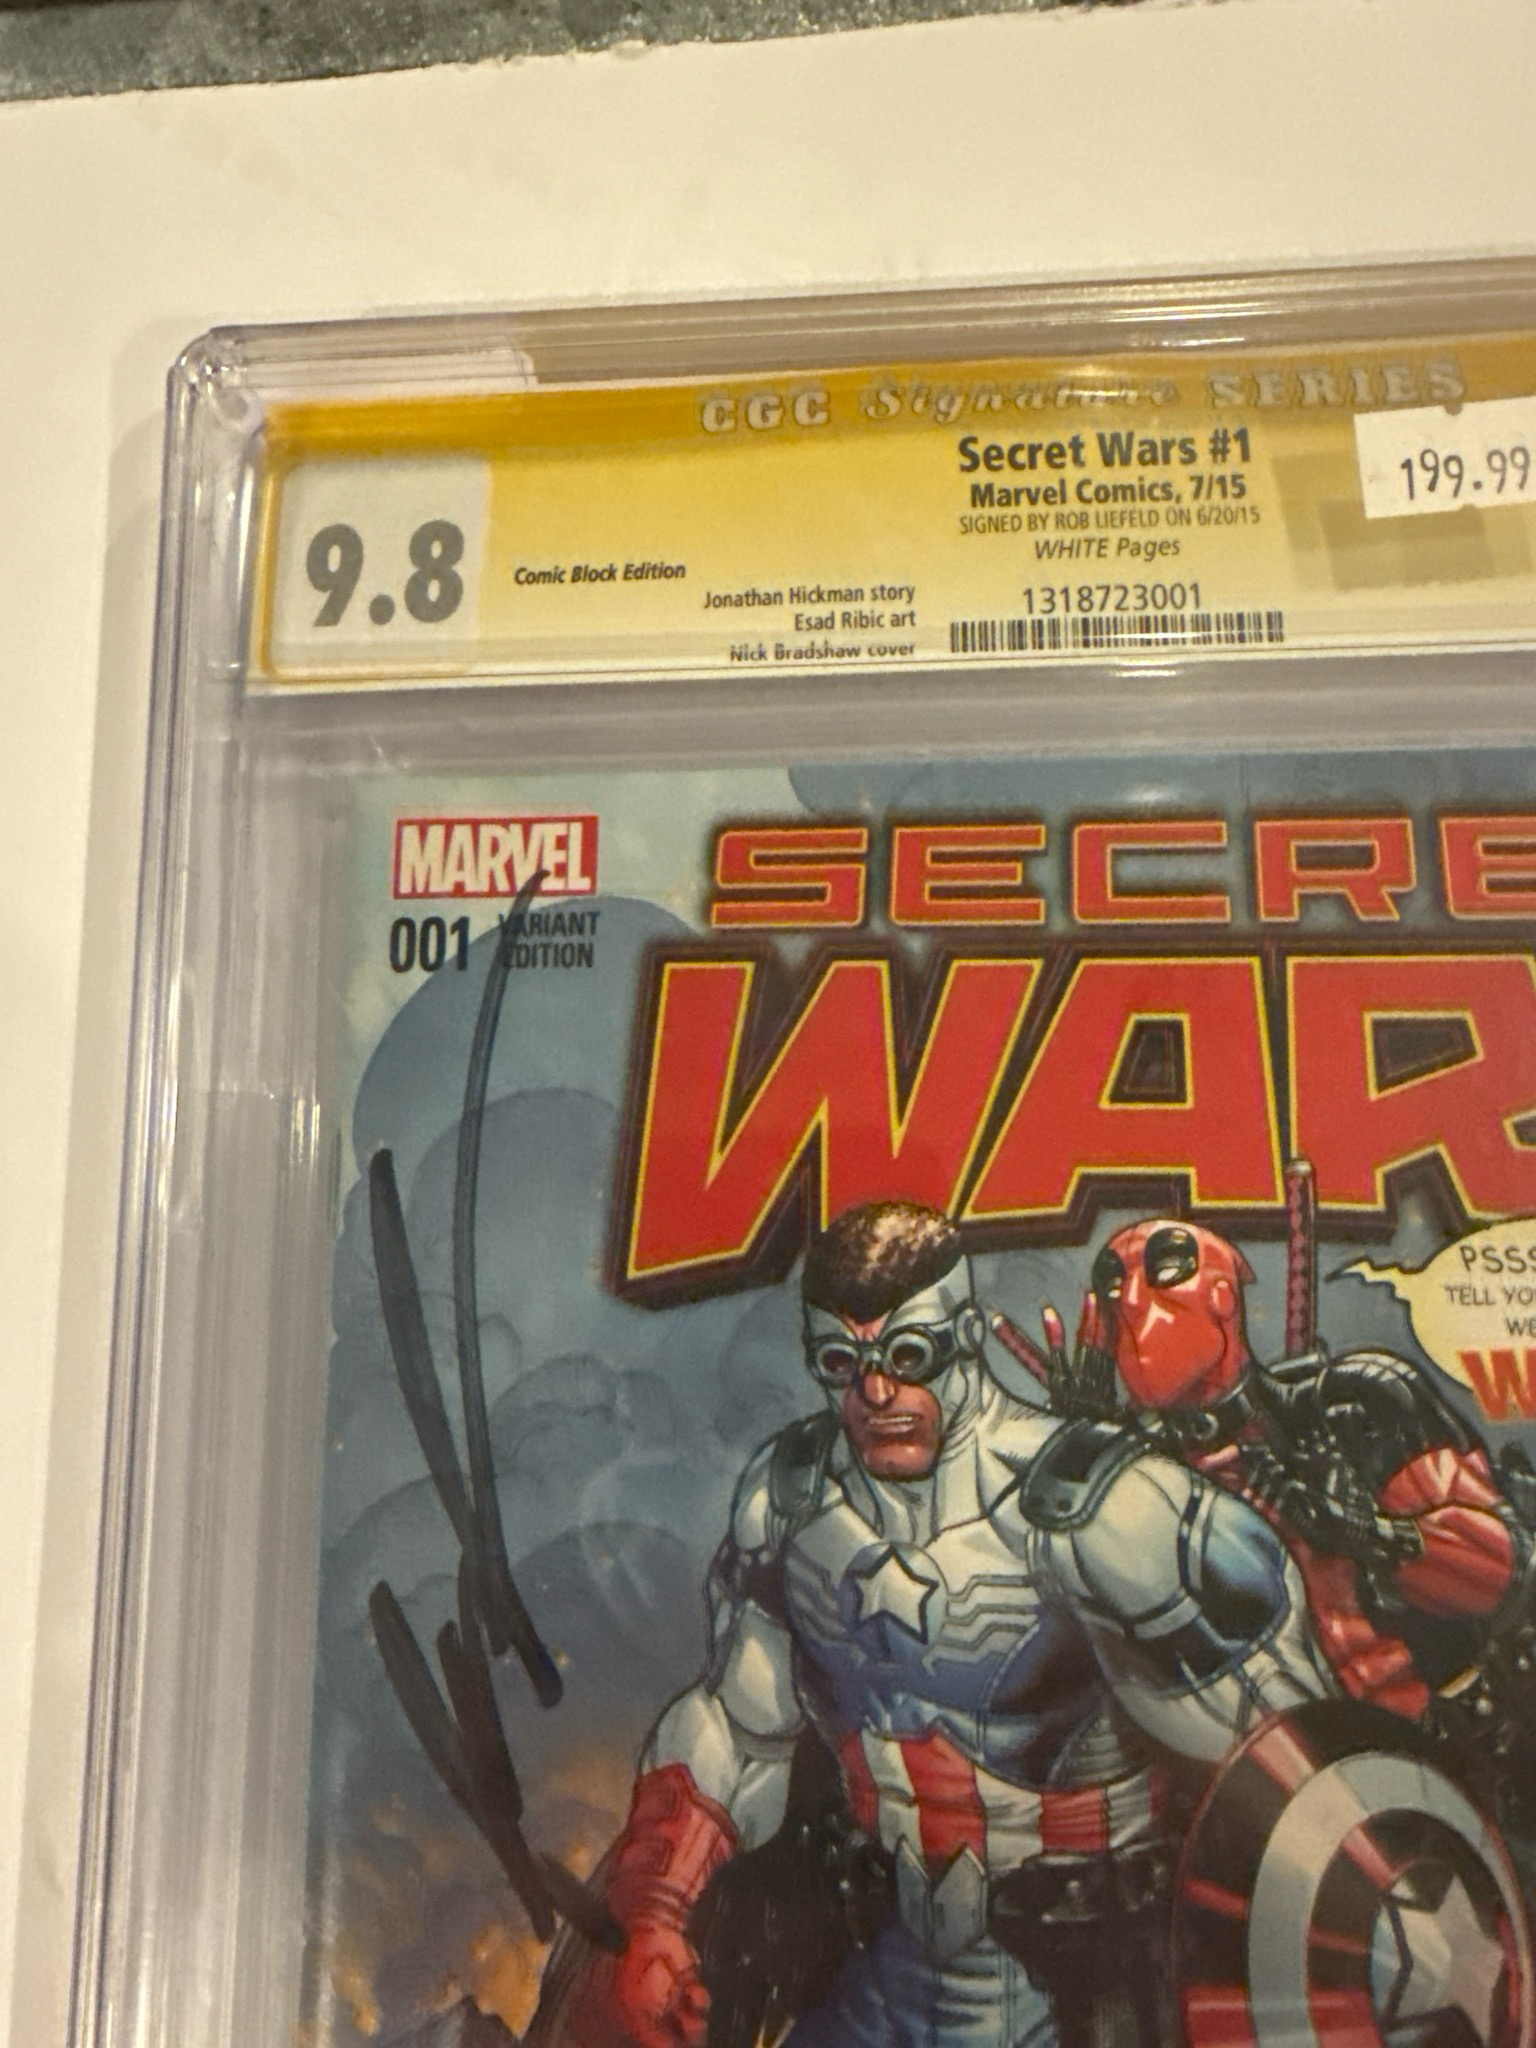 CGC Signature SERIES
Secret Wars #1
Marvel Comics, 7/15
SIGNED BY ROB LIEFELD ON 6/20/15
WHITE Pages
1318723001
199.99
9.8
Comic Block Edition
Jonathan Hickman story
Esad Ribic art
Nick Bradshaw cover
MARVEL
001 VARIANT
EDITION
SECRE
WAR
PSSS
TELL YO
WE
W